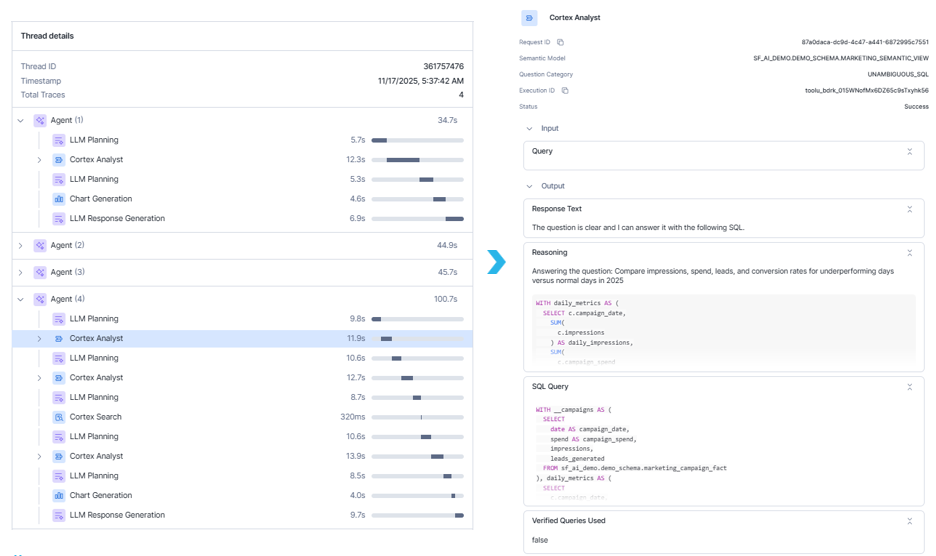 Thread details
Thread ID 361757476
Timestamp 11/17/2025, 5:37:42 AM
Total Traces 4
Agent (1) 34.7s
LLM Planning 5.7s
Cortex Analyst 12.3s
LLM Planning 5.3s
Chart Generation 4.6s
LLM Response Generation 6.9s
Agent (2) 44.9s
Agent (3) 45.7s
Agent (4) 100.7s
LLM Planning 9.8s
Cortex Analyst 11.9s
LLM Planning 10.6s
Cortex Analyst 12.7s
LLM Planning 8.7s
Cortex Search 320ms
LLM Planning 10.6s
Cortex Analyst 13.9s
LLM Planning 8.5s
Chart Generation 4.0s
LLM Response Generation 9.7s
Cortex Analyst
Request ID 87a0daca-dc9d-4c47-a441-6872995c7551
Semantic Model SF_AI_DEMO.DEMO_SCHEMA.MARKETING_SEMANTIC_VIEW
Question Category UNAMBIGUOUS_SQL
Execution ID toolu_bdrk_015WNofMx6DZ65c9sTxyhk56
Status Success
Input
Query
Output
Response Text
The question is clear and I can answer it with the following SQL.
Reasoning
Answering the question: Compare impressions, spend, leads, and conversion rates for underperforming days
versus normal days in 2025
WITH daily_metrics AS (
SELECT c.campaign_date,
SUM(
c.impressions
) AS daily_impressions,
SUM(
c.campaign_spend
SQL Query
WITH __campaigns AS (
SELECT
date AS campaign_date,
spend AS campaign_spend,
impressions,
leads_generated
FROM sf_ai_demo.demo_schema.marketing_campaign_fact
), daily_metrics AS (
SELECT
c.campaign_date,
Verified Queries Used
false